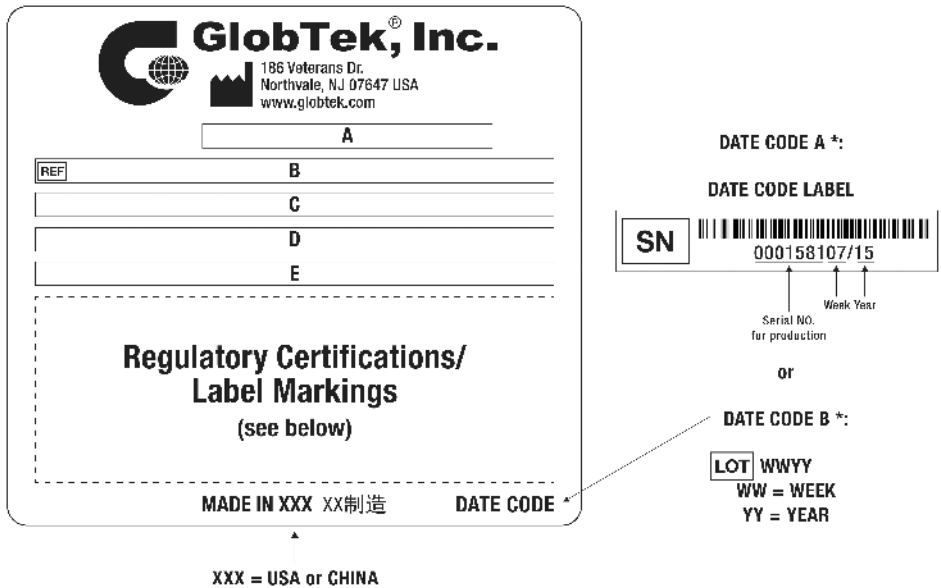 GlobTek,® Inc.
186 Veterans Dr.
Northvale, NJ 07647 USA
www.globtek.com
A
REF B
C
D
E
Regulatory Certifications/
Label Markings
(see below)
MADE IN XXX XX制造 DATE CODE
XXX = USA or CHINA
DATE CODE A *:
DATE CODE LABEL
SN
000158107/15
Week Year
Serial NO.
for production
or
DATE CODE B *:
LOT WWYY
WW = WEEK
YY = YEAR